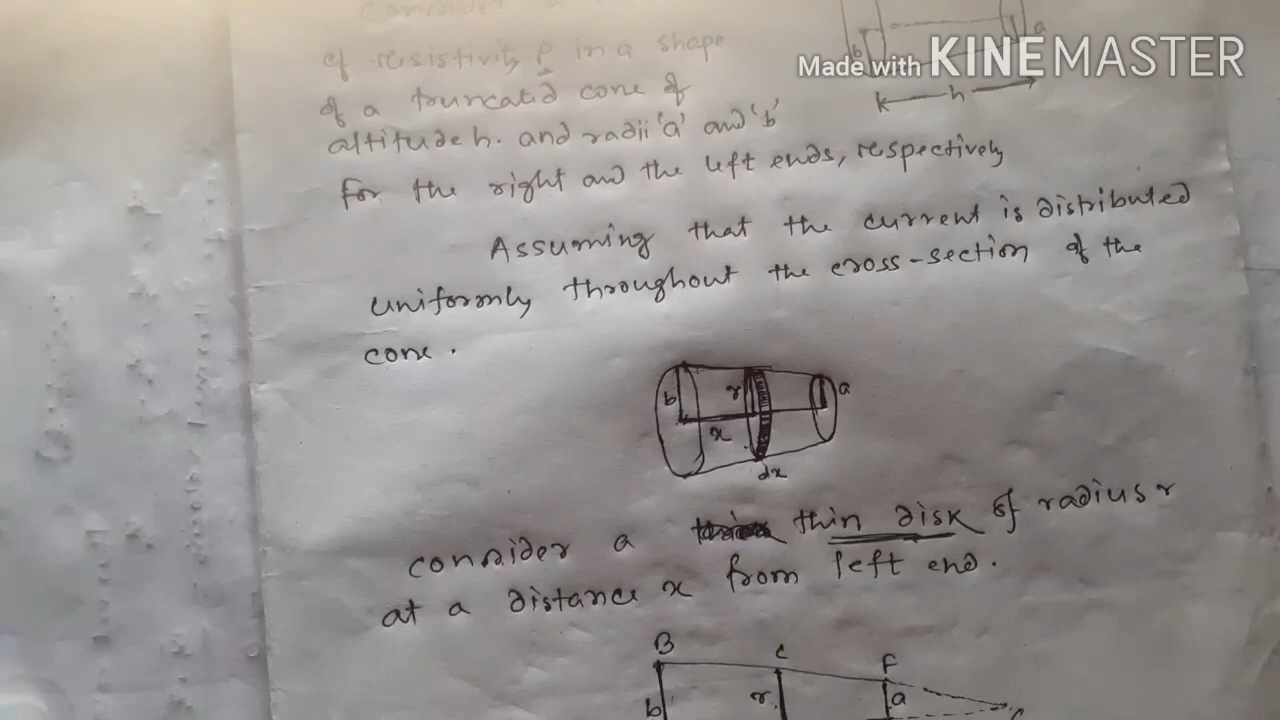 Consider a
of resistivity ρ in a shape
of a truncated cone of
altitude h. and radii 'a' and 'b'
for the right and the left ends, respectively
b
a
h
Made with KINEMASTER
Assuming that the current is distributed
uniformly throughout the cross-section of the
cone.
b
r
a
x
dx
consider a thin disk of radius r
at a distance x from left end.
B
C
F
b
r
a